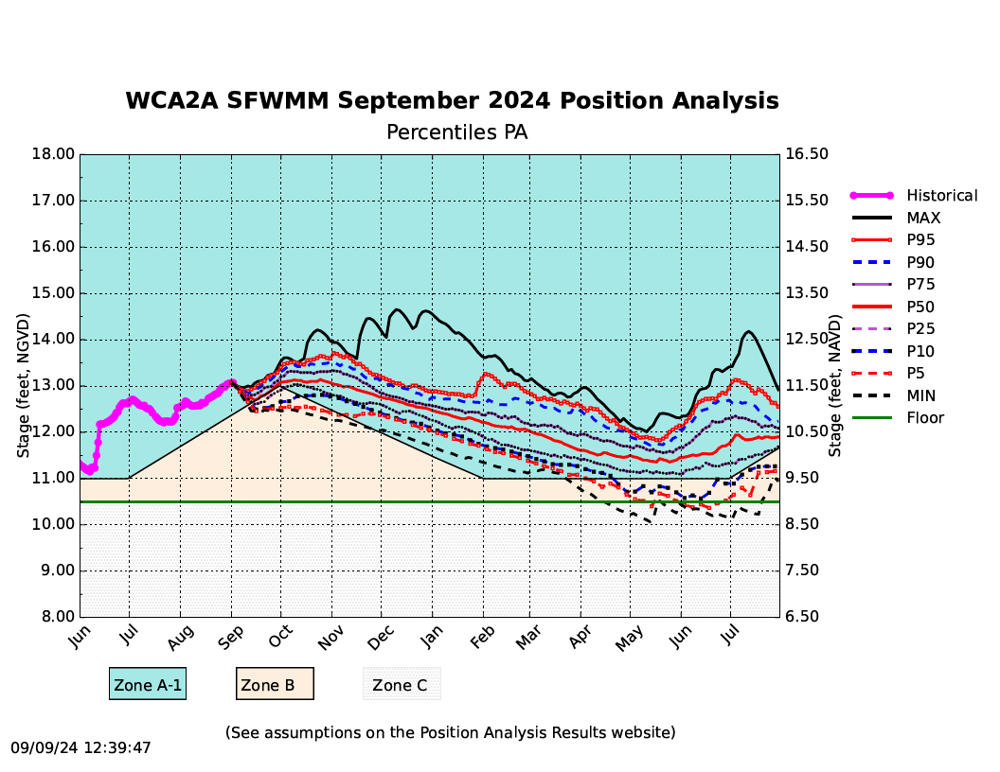 WCA2A SFWMM September 2024 Position Analysis
Percentiles PA
18.00
17.00
16.00
15.00
14.00
13.00
12.00
11.00
10.00
9.00
8.00
Stage (feet, NGVD)
16.50
15.50
14.50
13.50
12.50
11.50
10.50
9.50
8.50
7.50
6.50
Stage (feet, NAVD)
Jun Jul Aug Sep Oct Nov Dec Jan Feb Mar Apr May Jun Jul
Historical
MAX
P95
P90
P75
P50
P25
P10
P5
MIN
Floor
Zone A-1 Zone B Zone C
(See assumptions on the Position Analysis Results website)
09/09/24 12:39:47